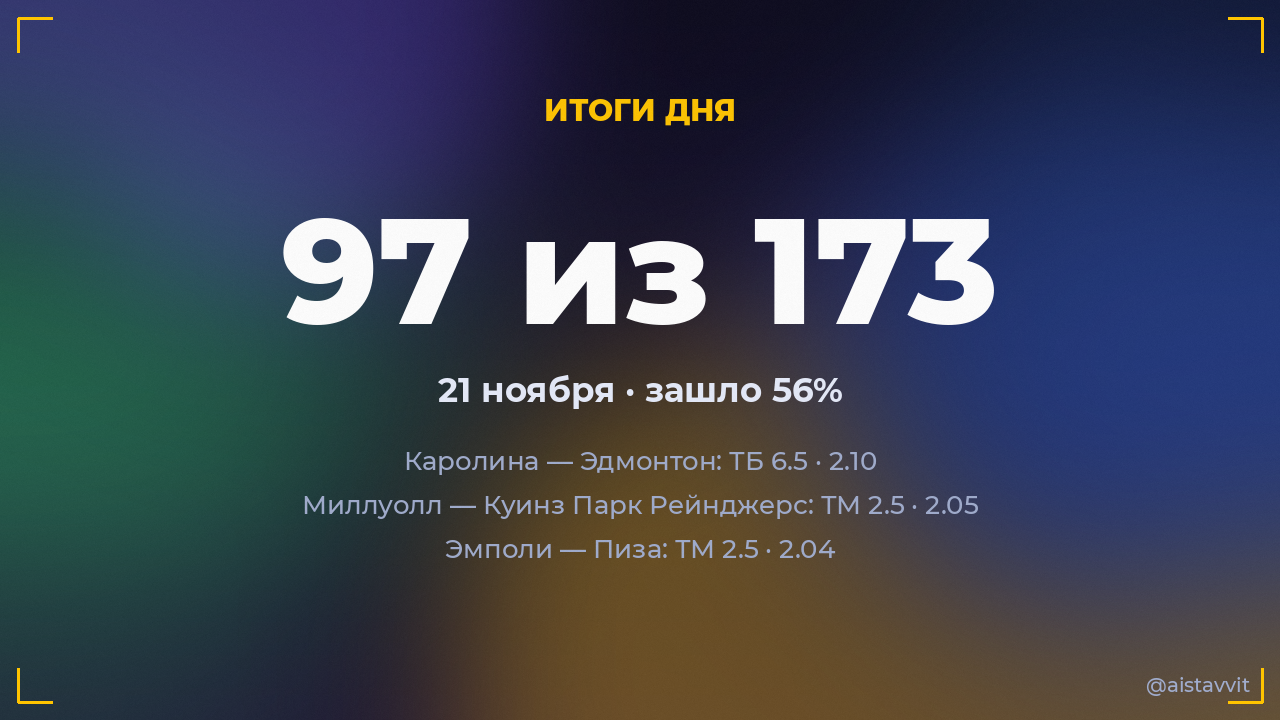 ИТОГИ ДНЯ
97 из 173
21 ноября · зашло 56%
Каролина — Эдмонтон: ТБ 6.5 · 2.10
Миллуолл — Куинз Парк Рейнджерс: ТМ 2.5 · 2.05
Эмполи — Пиза: ТМ 2.5 · 2.04
@aistavvit